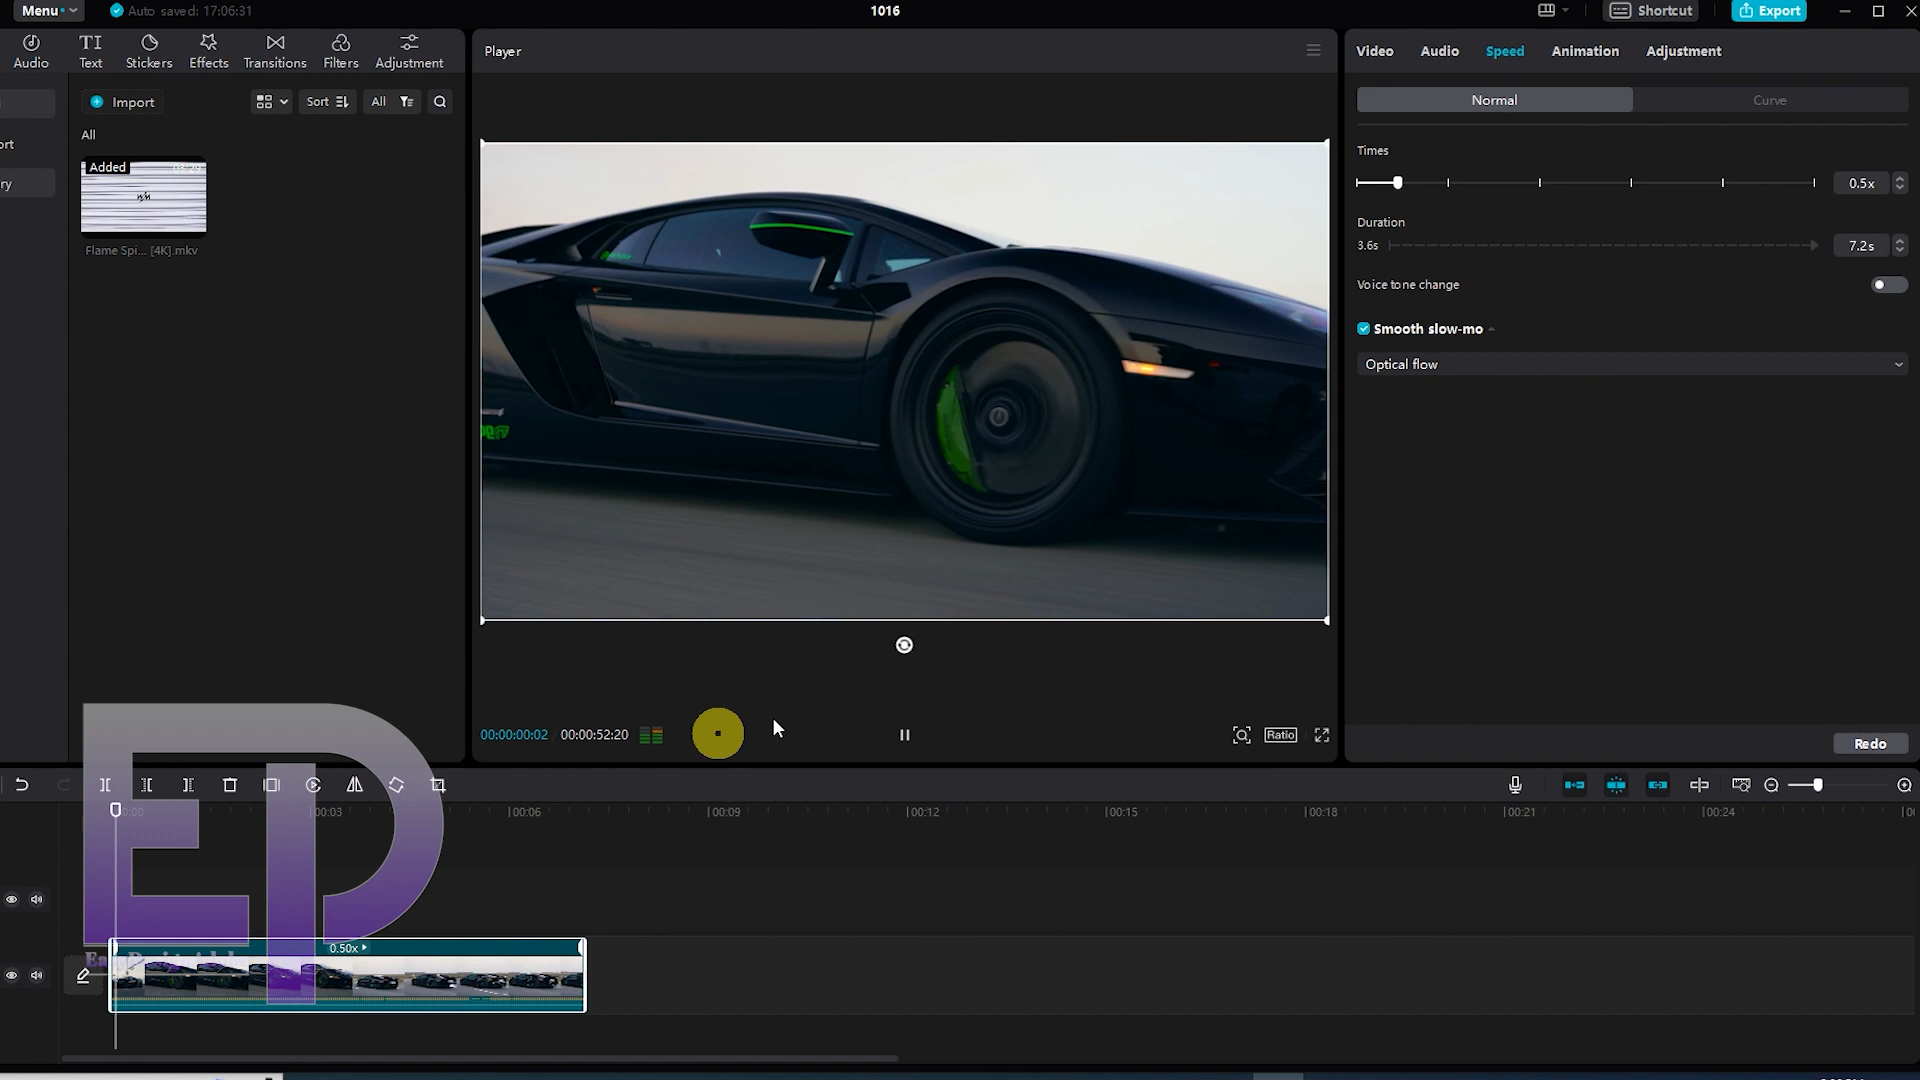 Menu
Auto saved: 17:06:31
1016
Shortcut
Export
Audio
Text
Stickers
Effects
Transitions
Filters
Adjustment
Player
Video
Audio
Speed
Animation
Adjustment
Import
Sort
All
Normal
Curve
All
ort
Times
Added
ry
0.5x
Duration
Flame Spi... [4K].mkv
3.6s
7.2s
Voice tone change
Smooth slow-mo
Optical flow
00:00:00:02
00:00:52:20
Ratio
Redo
00:03
00:06
00:09
00:12
00:15
00:18
00:21
00:24
EP
0.50x